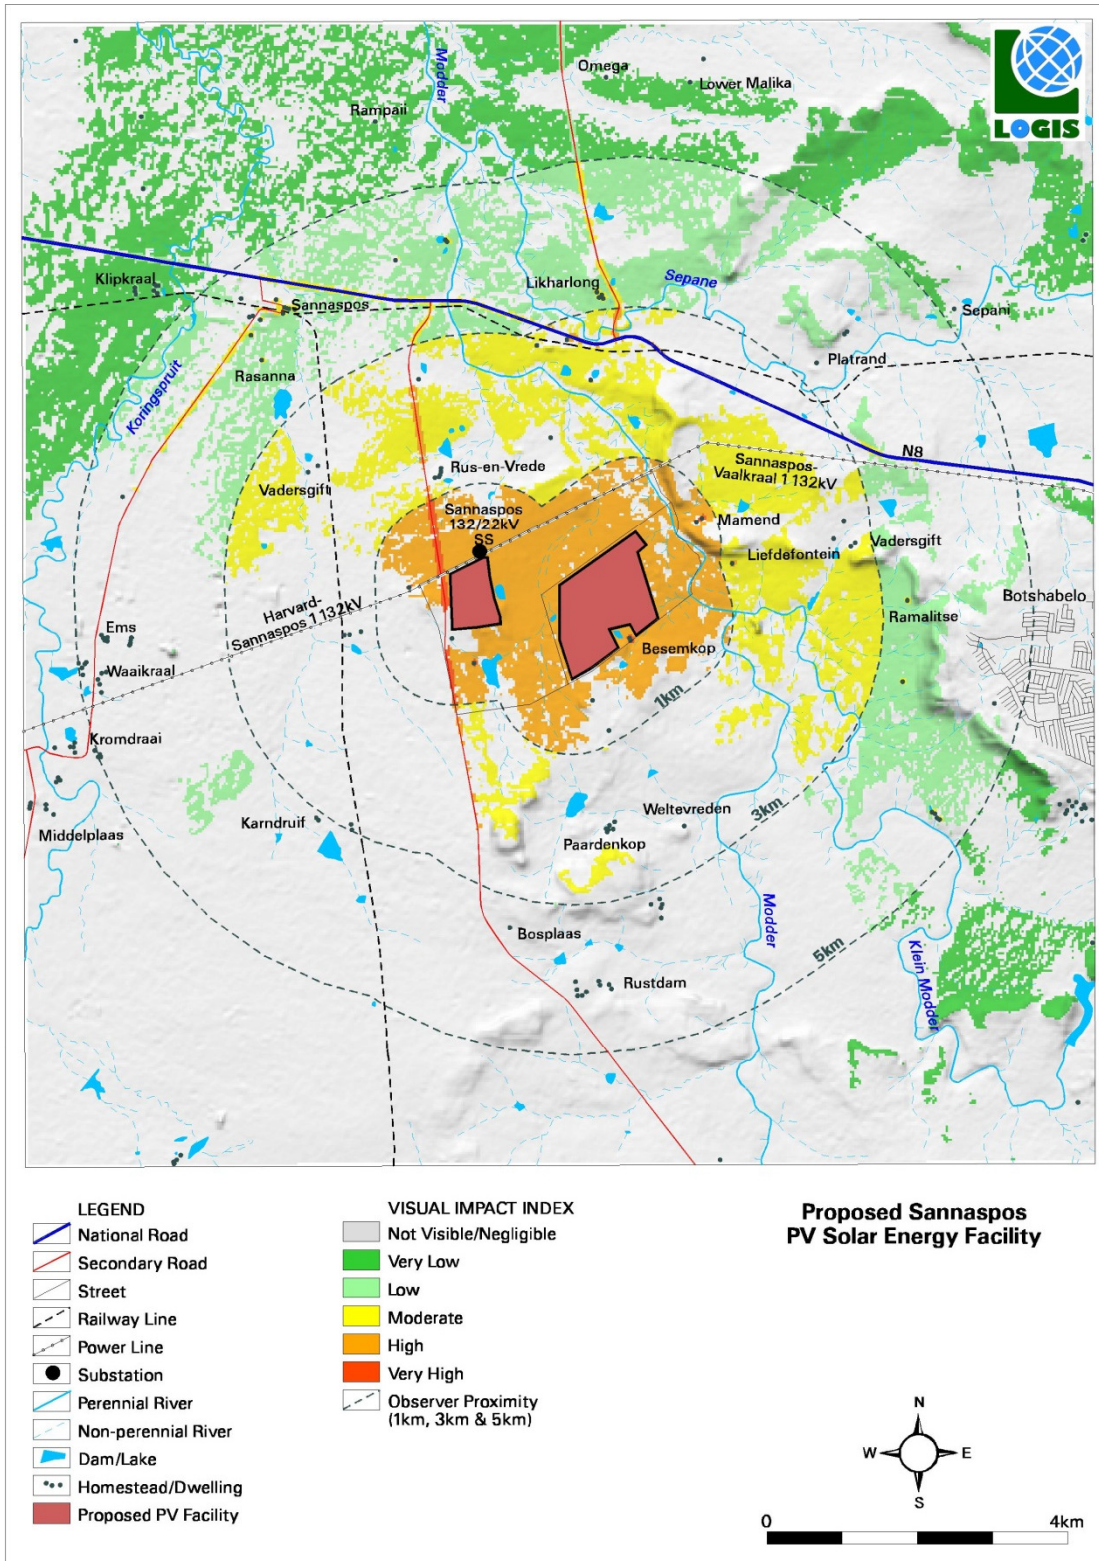 Omega
Lower Malika
LOGIS
Modder
Rampaii
Klipkraal
Sannaspos
Likharlong
Sepane
Sepani
Platrand
Rasanna
Koringspruit
N8
Rus-en-Vrede
Vadersgift
Sannaspos-
Vaalkraal 1 132kV
Sannaspos
132/22kV
SS
Mamend
Liefdefontein
Vadersgift
Harvard-
Sannaspos 1 132kV
Botshabelo
Ramalitse
Ems
Waaikraal
Besemkop
1km
Kromdraai
Middelplaas
Karndruif
Weltevreden
3km
Paardenkop
Modder
Bosplaas
5km
Klein Modder
Rustdam
LEGEND
National Road
Secondary Road
Street
Railway Line
Power Line
Substation
Perennial River
Non-perennial River
Dam/Lake
Homestead/Dwelling
Proposed PV Facility
VISUAL IMPACT INDEX
Not Visible/Negligible
Very Low
Low
Moderate
High
Very High
Observer Proximity
(1km, 3km & 5km)
Proposed Sannaspos
PV Solar Energy Facility
N
W E
S
0 4km